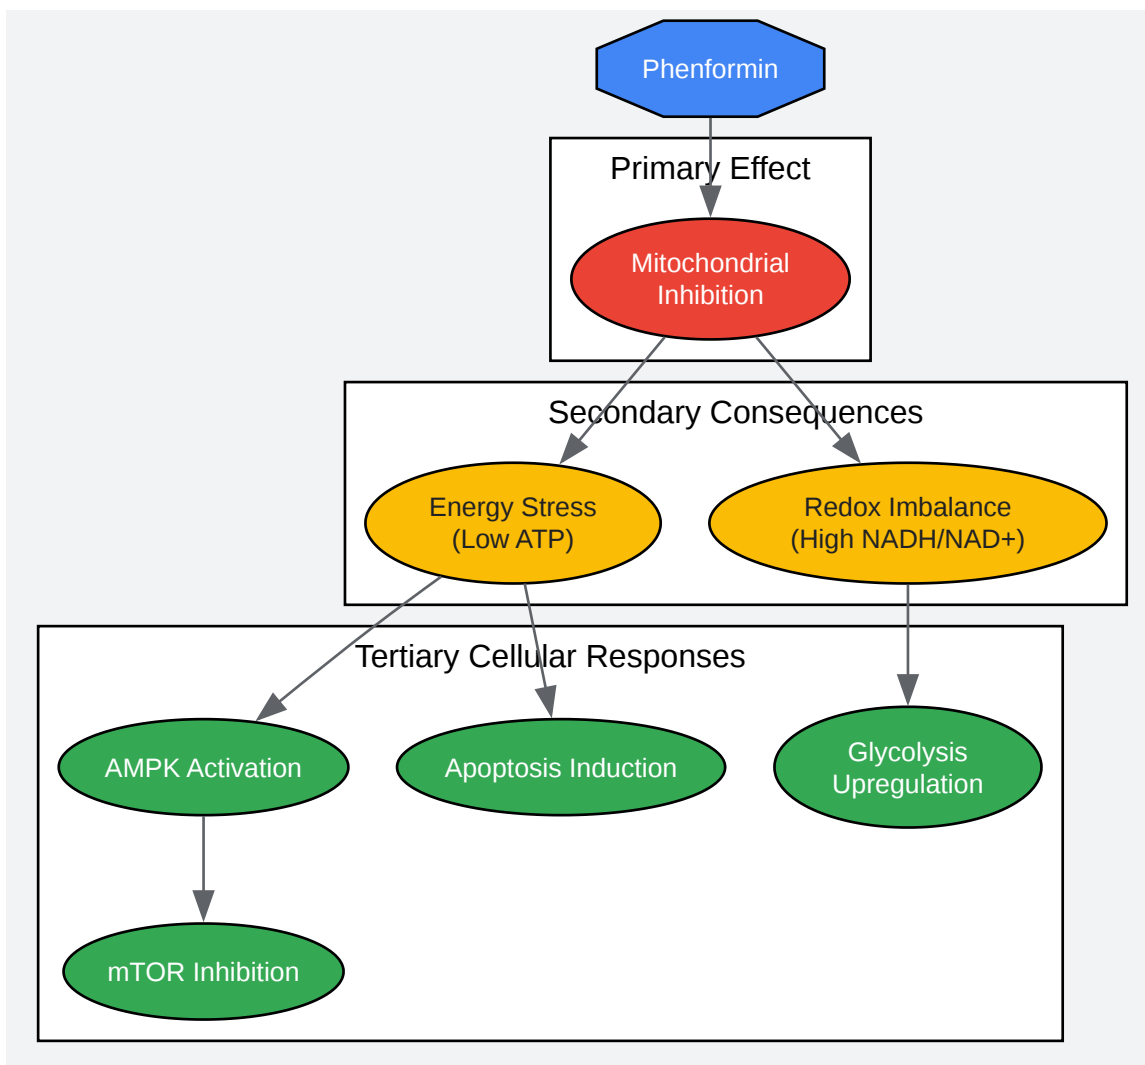 Phenformin
Primary Effect
Mitochondrial
Inhibition
Secondary Consequences
Energy Stress
(Low ATP)
Redox Imbalance
(High NADH/NAD+)
Tertiary Cellular Responses
AMPK Activation
Apoptosis Induction
Glycolysis
Upregulation
mTOR Inhibition